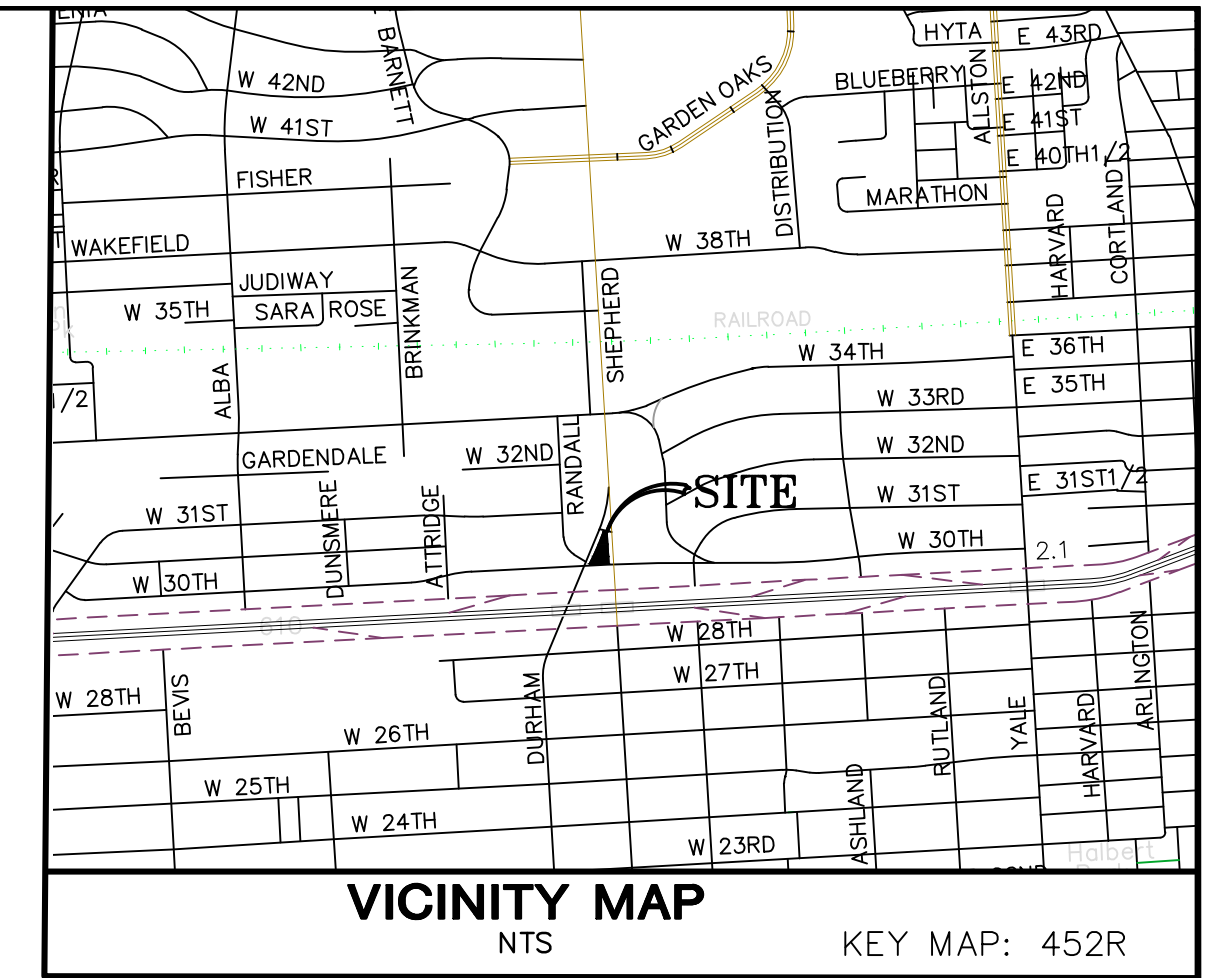 ENIA
BARNETT
HYTA
E 43RD
W 42ND
GARDEN OAKS
BLUEBERRY
ALLSTON
E 42ND
W 41ST
DISTRIBUTION
E 41ST
E 40TH1/2
FISHER
MARATHON
HARVARD
CORTLAND
WAKEFIELD
W 38TH
JUDIWAY
BRINKMAN
SHEPHERD
W 35TH
SARA ROSE
RAILROAD
W 34TH
E 36TH
ALBA
E 35TH
1/2
W 33RD
GARDENDALE
W 32ND
RANDALL
W 32ND
SITE
E 31ST1/2
W 31ST
DUNSMERE
ATTRIDGE
W 31ST
W 30TH
2.1
W 30TH
610
W 28TH
ARLINGTON
W 27TH
W 28TH
BEVIS
DURHAM
RUTLAND
YALE
HARVARD
W 26TH
W 25TH
ASHLAND
W 24TH
W 23RD
Halbert
VICINITY MAP
NTS
KEY MAP: 452R